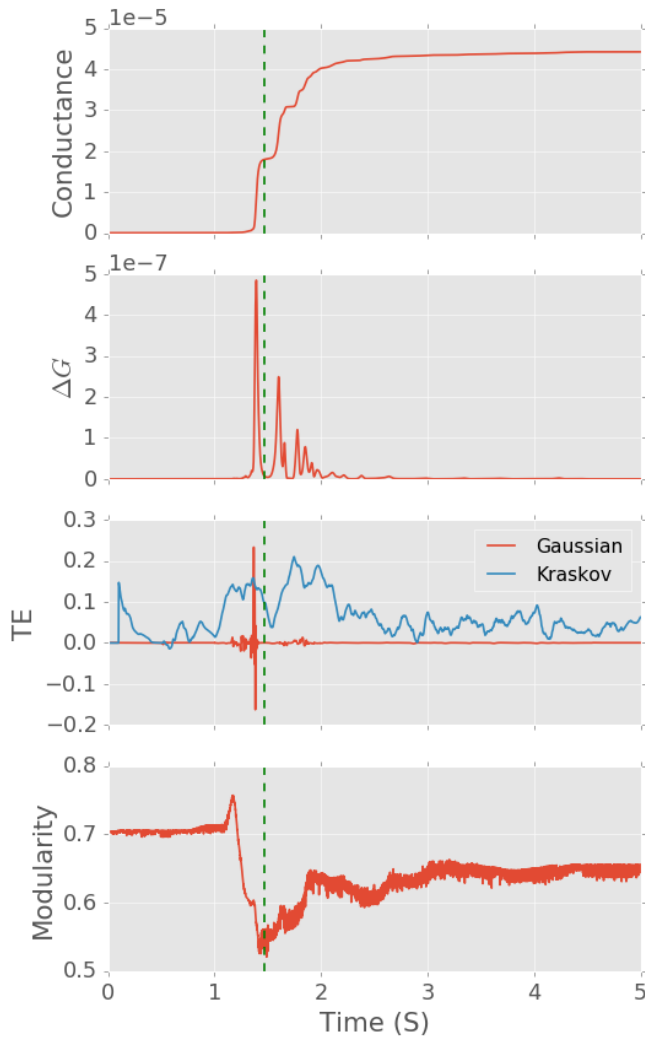 1e−5
5
4
3
2
1
0
Conductance
1e−7
5
4
3
2
1
0
ΔG
0.3
0.2
0.1
0.0
−0.1
−0.2
TE
Gaussian
Kraskov
0.8
0.7
0.6
0.5
Modularity
0 1 2 3 4 5
Time (S)